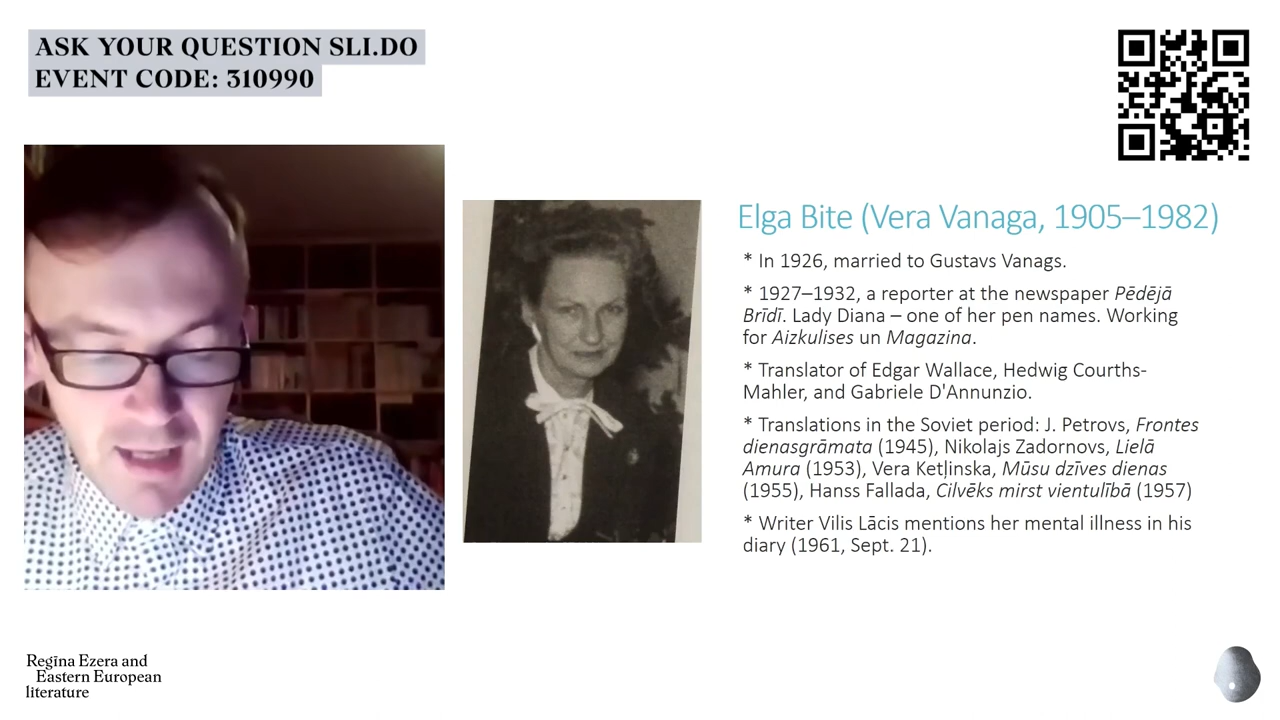 ASK YOUR QUESTION SLI.DO
EVENT CODE: 310990
Elga Bite (Vera Vanaga, 1905–1982)
* In 1926, married to Gustavs Vanags.
* 1927–1932, a reporter at the newspaper Pēdējā
Brīdī. Lady Diana – one of her pen names. Working
for Aizkulises un Magazina.
* Translator of Edgar Wallace, Hedwig Courths-
Mahler, and Gabriele D'Annunzio.
* Translations in the Soviet period: J. Petrovs, Frontes
dienasgrāmata (1945), Nikolajs Zadornovs, Lielā
Amura (1953), Vera Ketļinska, Mūsu dzīves dienas
(1955), Hanss Fallada, Cilvēks mirst vientulībā (1957)
* Writer Vilis Lācis mentions her mental illness in his
diary (1961, Sept. 21).
Regīna Ezera and
Eastern European
literature